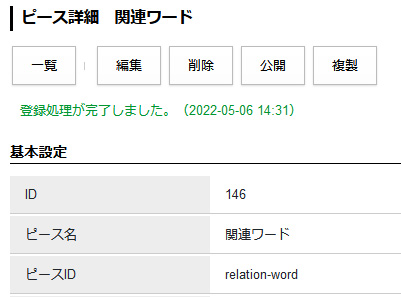 ピース詳細　関連ワード
一覧 | 編集 削除 公開 複製
登録処理が完了しました。（2022-05-06 14:31）
基本設定
ID 146
ピース名 関連ワード
ピースID relation-word